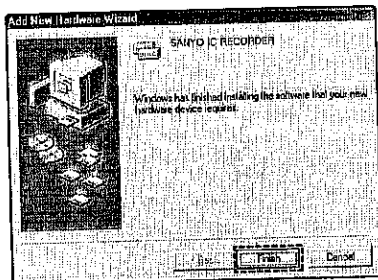 Add New Hardware Wizard
SANYO IC RECORDER
Windows has finished installing the software that your new
hardware device requires.
Finish
Cancel